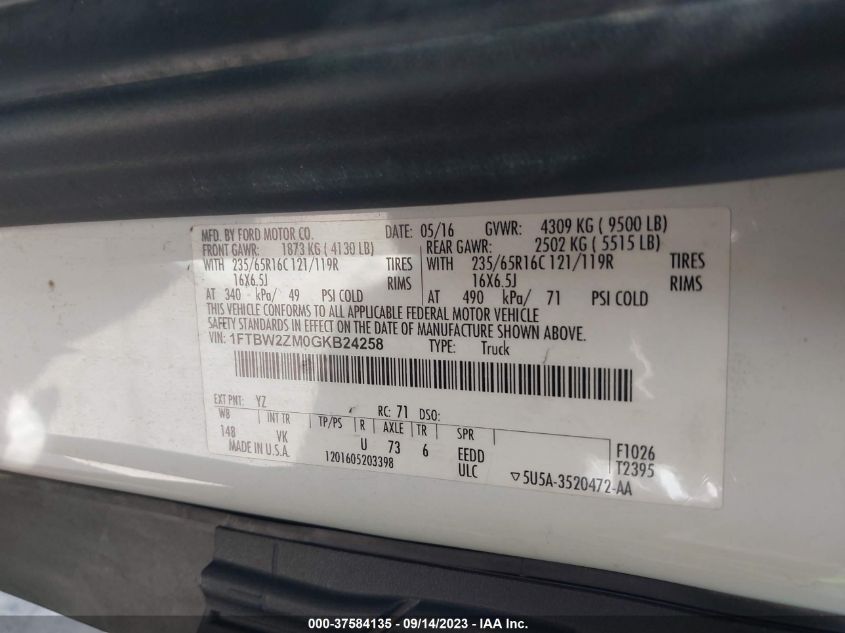 MFD. BY FORD MOTOR CO. DATE: 05/16 GVWR: 4309 KG ( 9500 LB)
FRONT GAWR: 1873 KG ( 4130 LB) REAR GAWR: 2502 KG ( 5515 LB)
WITH 235/65R16C 121/119R TIRES WITH 235/65R16C 121/119R TIRES
16X6.5J RIMS 16X6.5J RIMS
AT 340 kPa/ 49 PSI COLD AT 490 kPa/ 71 PSI COLD
THIS VEHICLE CONFORMS TO ALL APPLICABLE FEDERAL MOTOR VEHICLE
SAFETY STANDARDS IN EFFECT ON THE DATE OF MANUFACTURE SHOWN ABOVE.
VIN: 1FTBW2ZM0GKB24258 TYPE: Truck
EXT PNT: YZ RC: 71 DSO:
WB INT TR TP/PS R AXLE TR SPR
148 VK U 73 6 EEDD F1026
MADE IN U.S.A. 1201605203398 ULC T2395
▽5U5A-3520472-AA
000-37584135 - 09/14/2023 - IAA Inc.